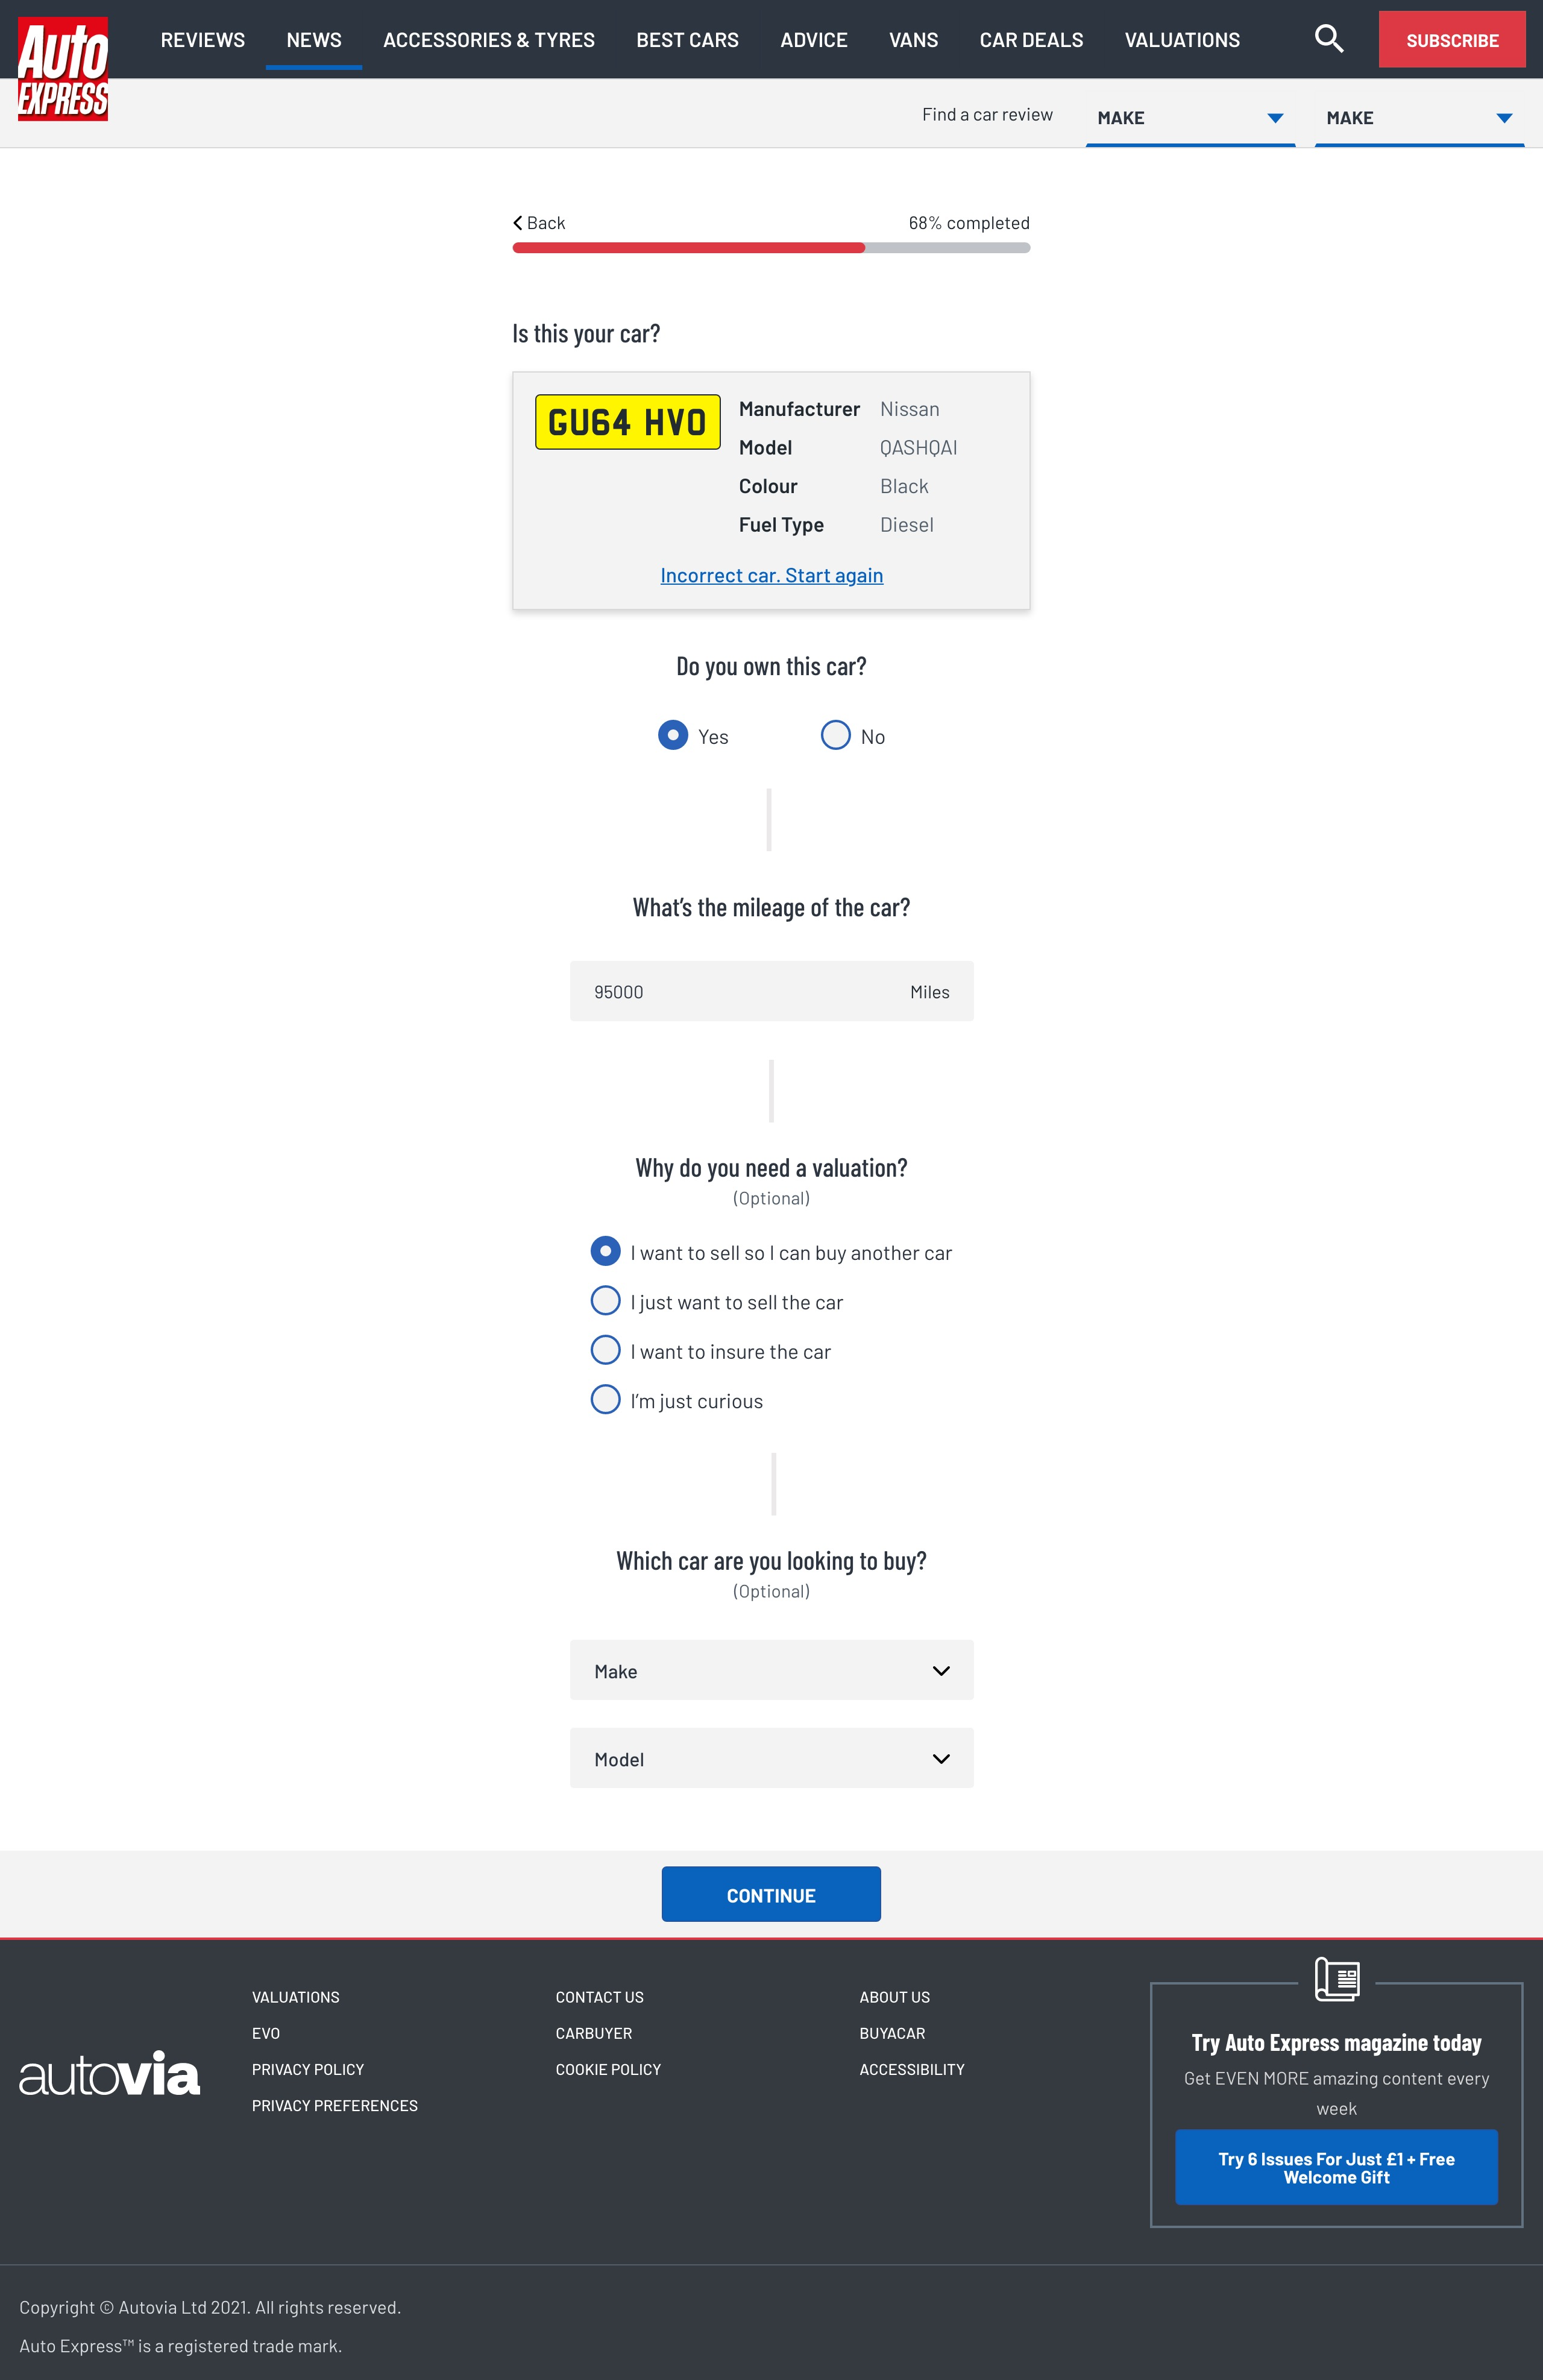 Auto
EXPRESS
REVIEWS NEWS ACCESSORIES & TYRES BEST CARS ADVICE VANS CAR DEALS VALUATIONS SUBSCRIBE
Find a car review MAKE MAKE
Back 68% completed
Is this your car?
GU64 HVO
Manufacturer Nissan
Model QASHQAI
Colour Black
Fuel Type Diesel
Incorrect car. Start again
Do you own this car?
Yes No
What's the mileage of the car?
95000 Miles
Why do you need a valuation?
(Optional)
I want to sell so I can buy another car
I just want to sell the car
I want to insure the car
I'm just curious
Which car are you looking to buy?
(Optional)
Make
Model
CONTINUE
autovia
VALUATIONS
EVO
PRIVACY POLICY
PRIVACY PREFERENCES
CONTACT US
CARBUYER
COOKIE POLICY
ABOUT US
BUYACAR
ACCESSIBILITY
Try Auto Express magazine today
Get EVEN MORE amazing content every
week
Try 6 Issues For Just £1 + Free
Welcome Gift
Copyright © Autovia Ltd 2021. All rights reserved.
Auto Express™ is a registered trade mark.